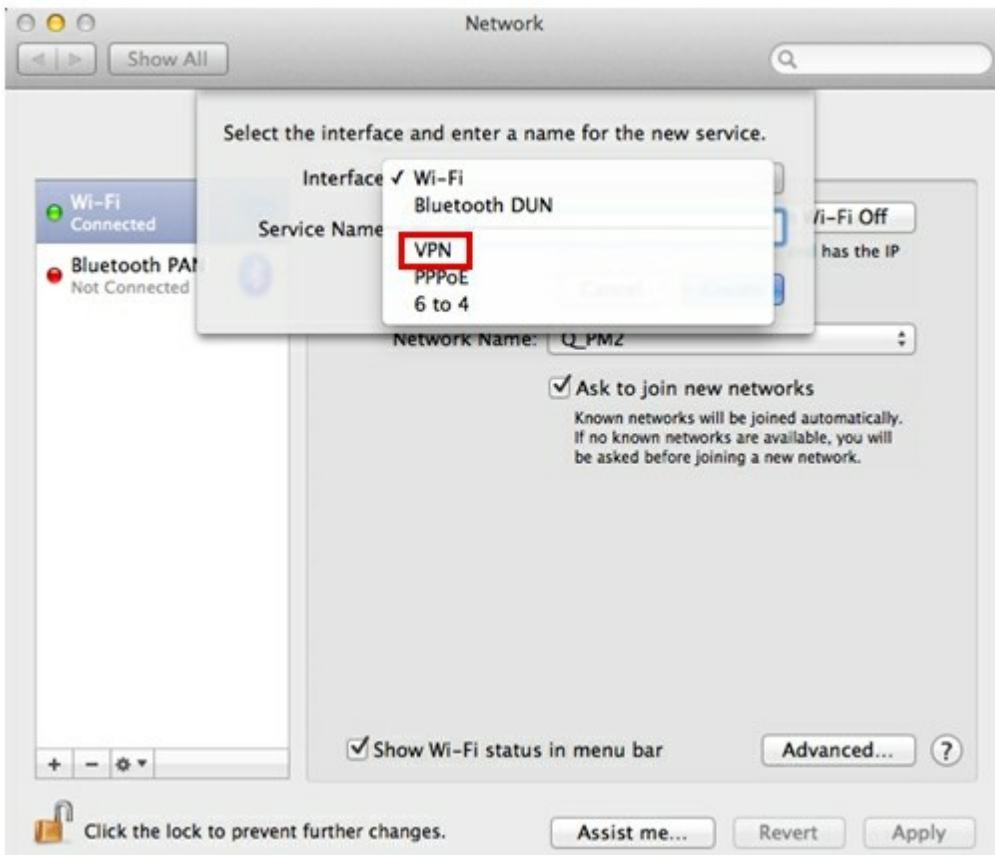 Network
Show All
Select the interface and enter a name for the new service.
Interface ✓ Wi-Fi
Bluetooth DUN
Service Name
VPN
PPPoE
6 to 4
Wi-Fi
Connected
Bluetooth PAN
Not Connected
Wi-Fi Off
has the IP
Cancel
Network Name: Q_PM2
Ask to join new networks
Known networks will be joined automatically.
If no known networks are available, you will
be asked before joining a new network.
Show Wi-Fi status in menu bar
Advanced...
?
+ −
Click the lock to prevent further changes.
Assist me...
Revert
Apply